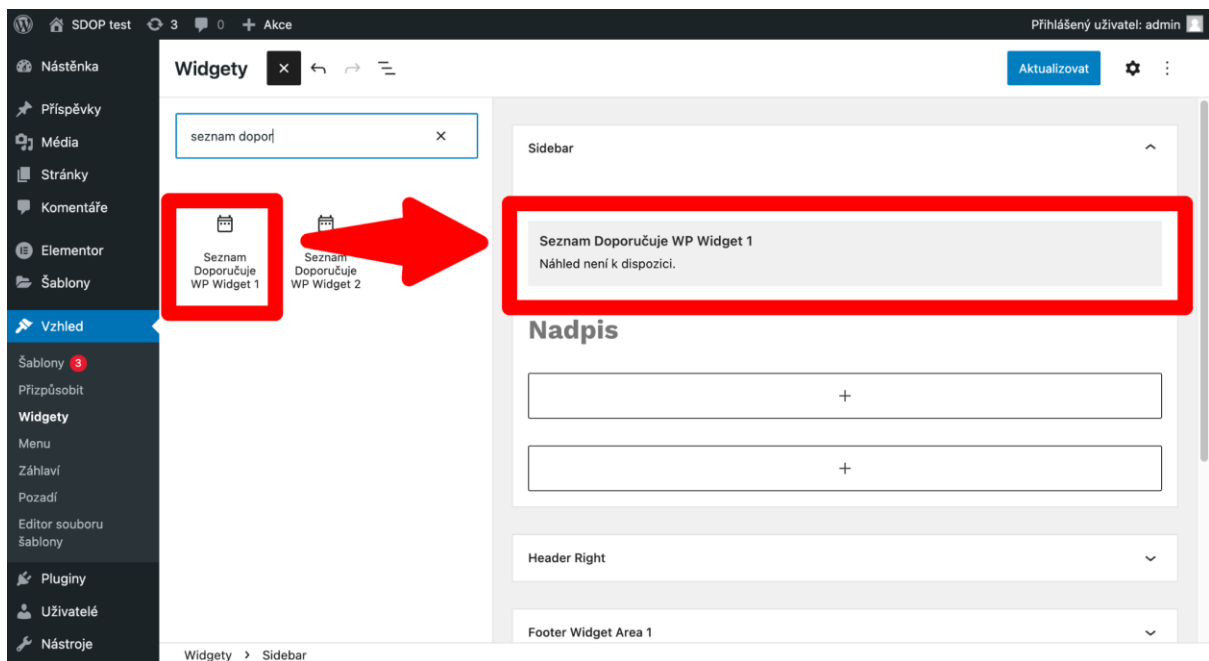 SDOP test 3 0 + Akce Přihlášený uživatel: admin
Nástěnka
Příspěvky
Média
Stránky
Komentáře
Elementor
Šablony
Vzhled
Šablony 3
Přizpůsobit
Widgety
Menu
Záhlaví
Pozadí
Editor souboru
šablony
Pluginy
Uživatelé
Nástroje
Widgety
Aktualizovat
seznam dopor
Seznam
Doporučuje
WP Widget 1
Seznam
Doporučuje
WP Widget 2
Sidebar
Seznam Doporučuje WP Widget 1
Náhled není k dispozici.
Nadpis
+
+
Header Right
Footer Widget Area 1
Widgety > Sidebar